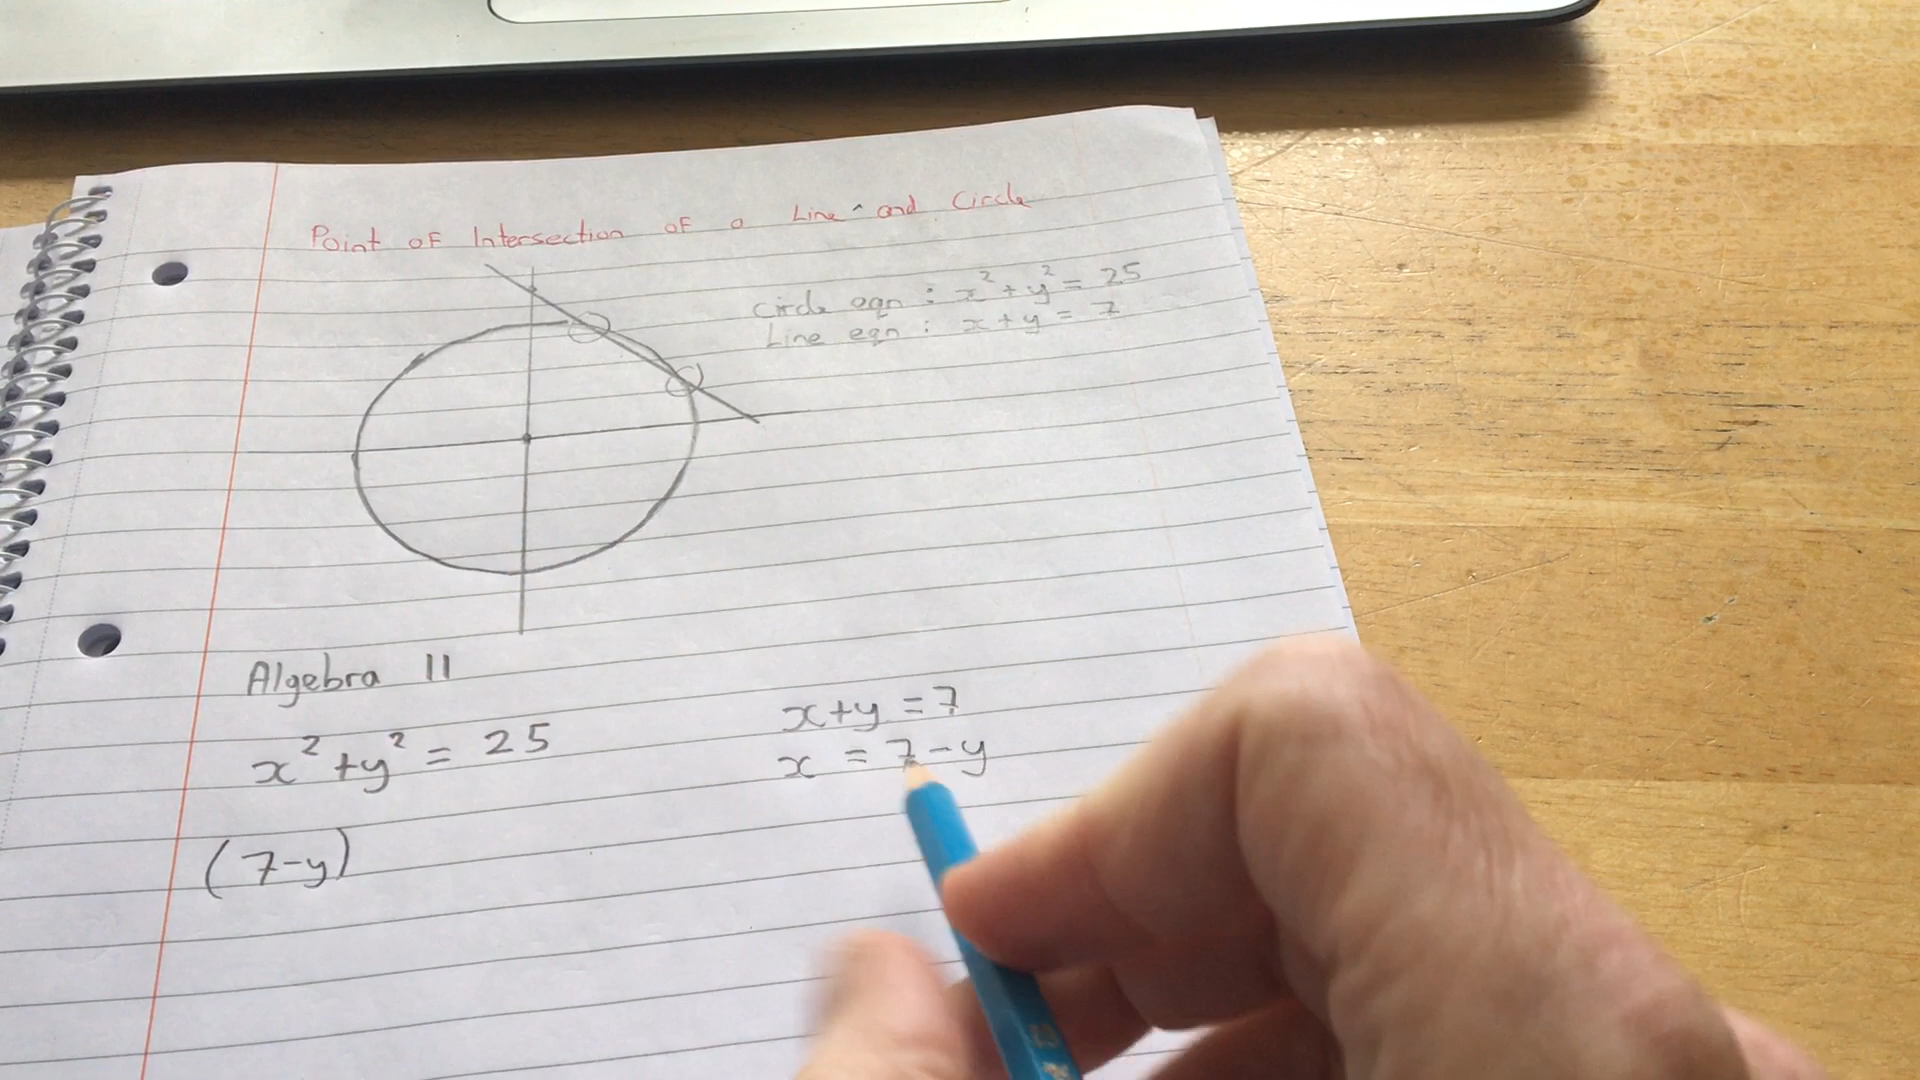 Point of Intersection of a Line ^ and Circle
Circle eqn : x² + y² = 25
Line eqn : x + y = 7
Algebra 11
x² + y² = 25
x + y = 7
x = 7 - y
(7-y)